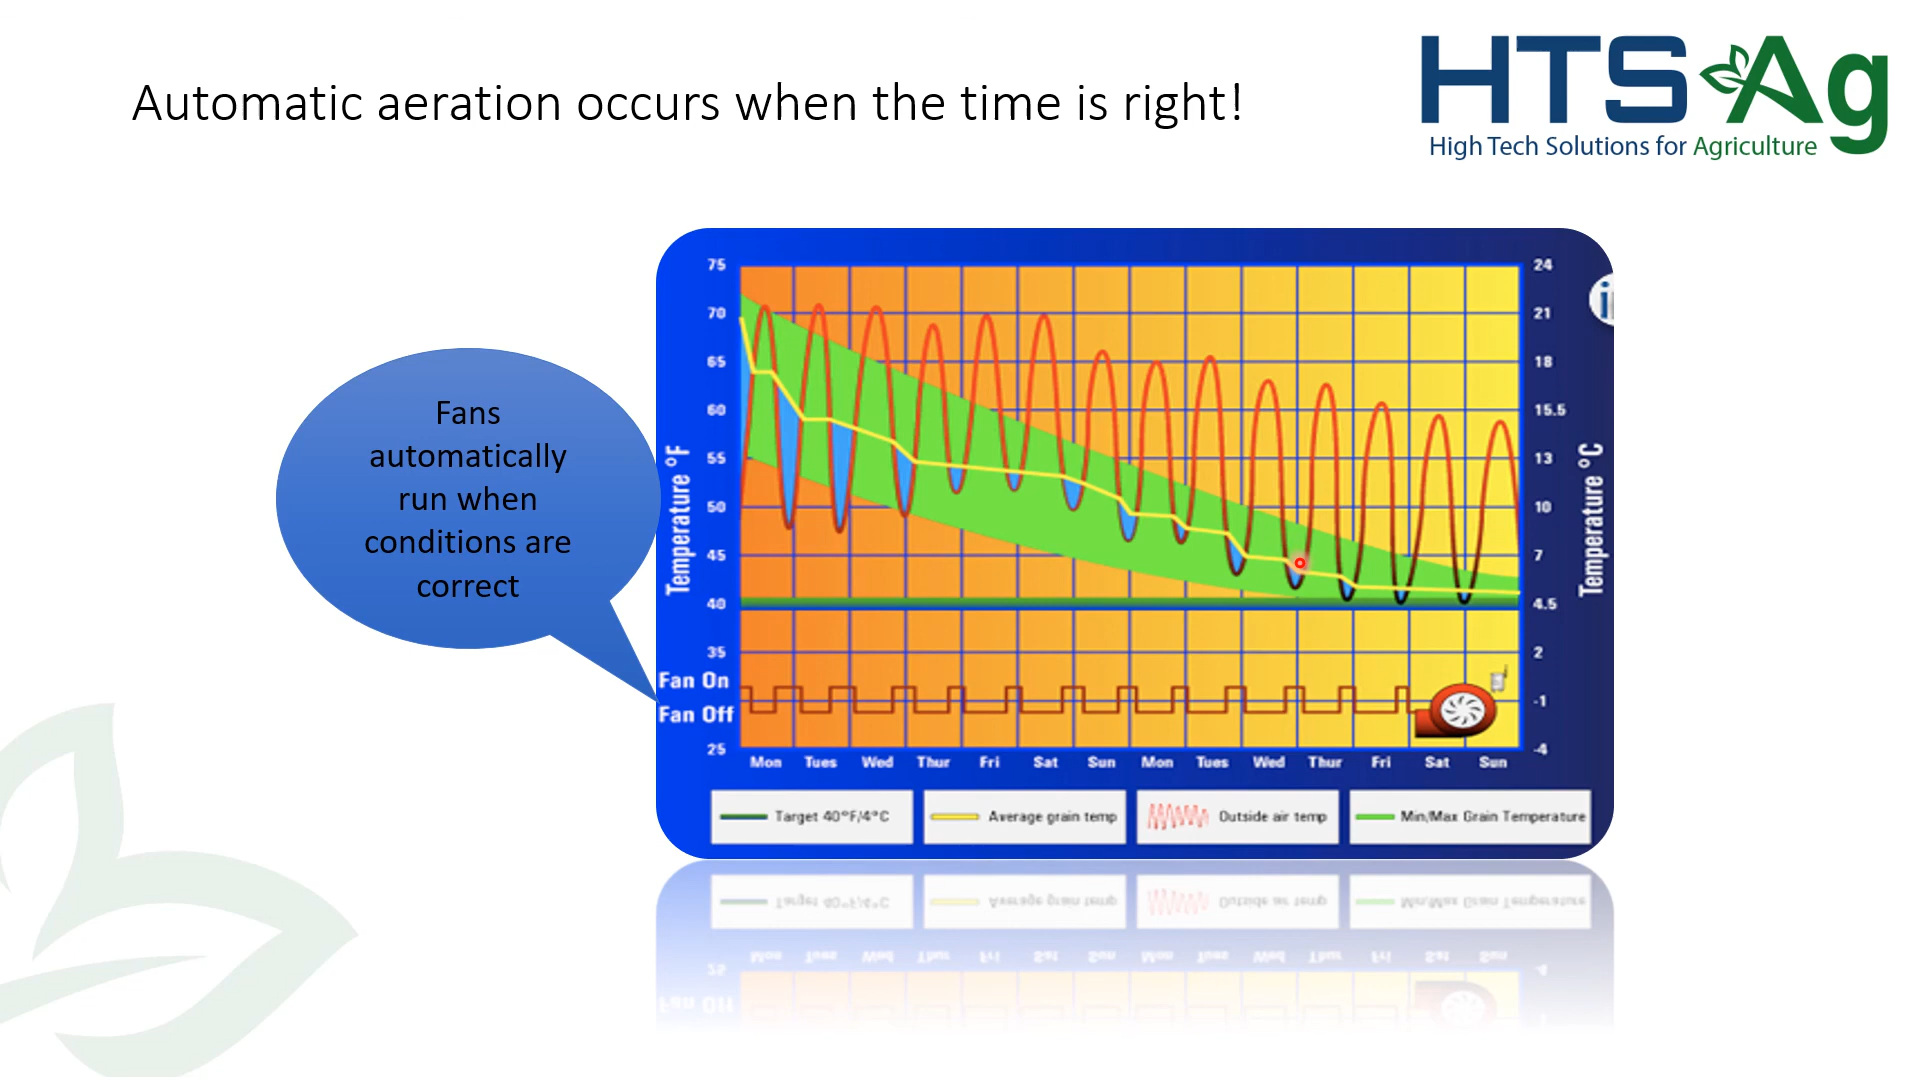 Automatic aeration occurs when the time is right!
HTS Ag
High Tech Solutions for Agriculture
Fans
automatically
run when
conditions are
correct
75
70
65
60
55
50
45
40
35
25
Temperature °F
Fan On
Fan Off
24
21
18
15.5
13
10
7
4.5
2
-1
-4
Temperature °C
Mon Tues Wed Thur Fri Sat Sun Mon Tues Wed Thur Fri Sat Sun
Target 40°F/4°C
Average grain temp
Outside air temp
Min/Max Grain Temperature